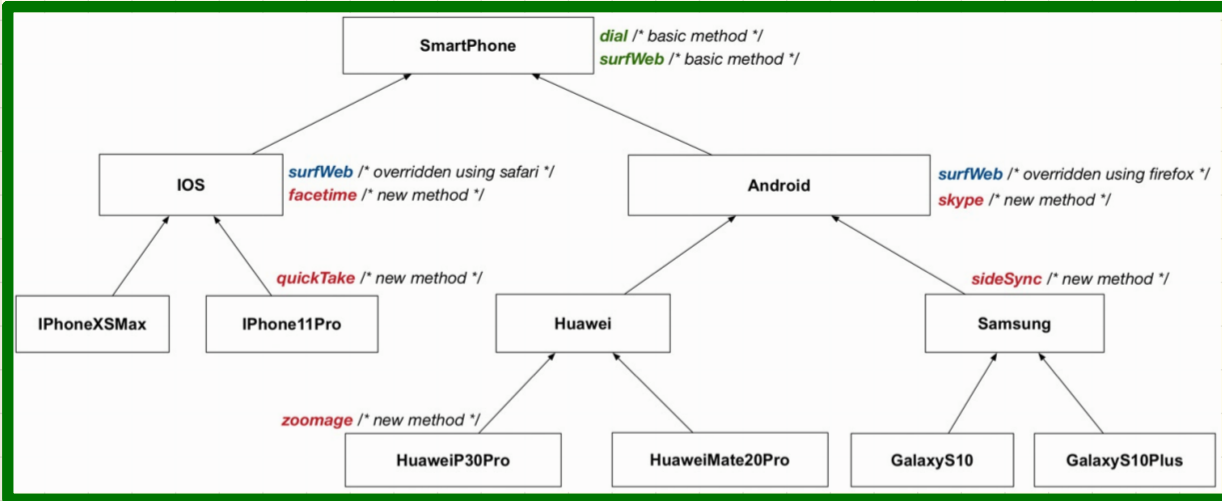 SmartPhone
dial /* basic method */
surfWeb /* basic method */
IOS
surfWeb /* overridden using safari */
facetime /* new method */
Android
surfWeb /* overridden using firefox */
skype /* new method */
quickTake /* new method */
sideSync /* new method */
IPhoneXSMax
IPhone11Pro
Huawei
Samsung
zoomage /* new method */
HuaweiP30Pro
HuaweiMate20Pro
GalaxyS10
GalaxyS10Plus